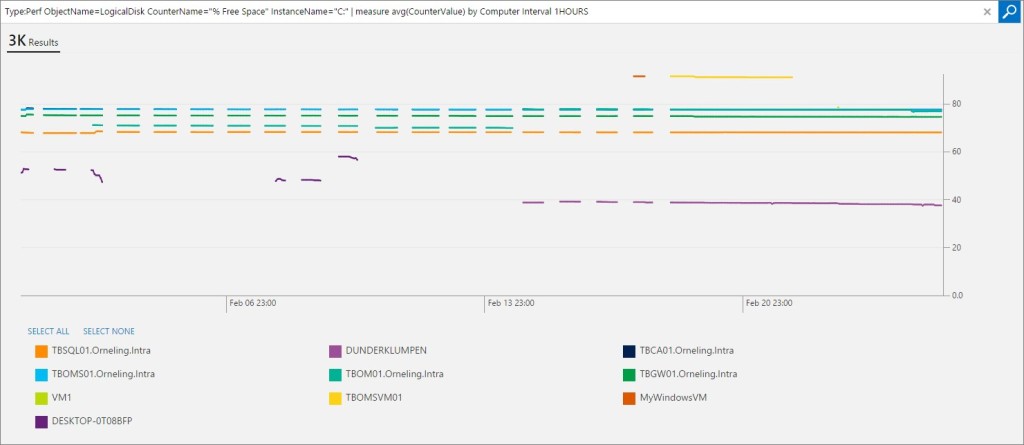 Type:Perf ObjectName=LogicalDisk CounterName="% Free Space" InstanceName="C:" | measure avg(CounterValue) by Computer Interval 1HOURS
3K Results
80
60
40
20
0.0
Feb 06 23:00 Feb 13 23:00 Feb 20 23:00
SELECT ALL SELECT NONE
TBSQL01.Orneling.Intra DUNDERKLUMPEN TBCA01.Orneling.Intra
TBOMS01.Orneling.Intra TBOM01.Orneling.Intra TBGW01.Orneling.Intra
VM1 TBOMSVM01 MyWindowsVM
DESKTOP-0T08BFP